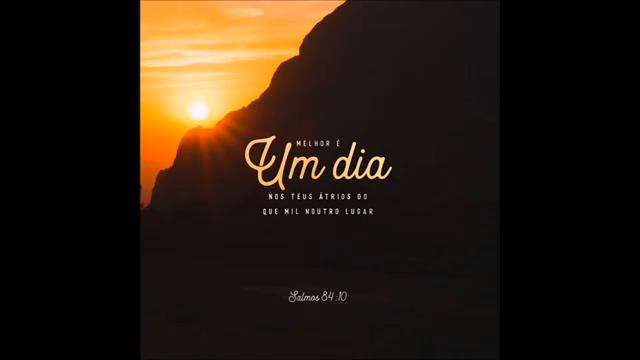 MELHOR É
Um dia
NOS TEUS ÁTRIOS DO
QUE MIL NOUTRO LUGAR
Salmos 84:10